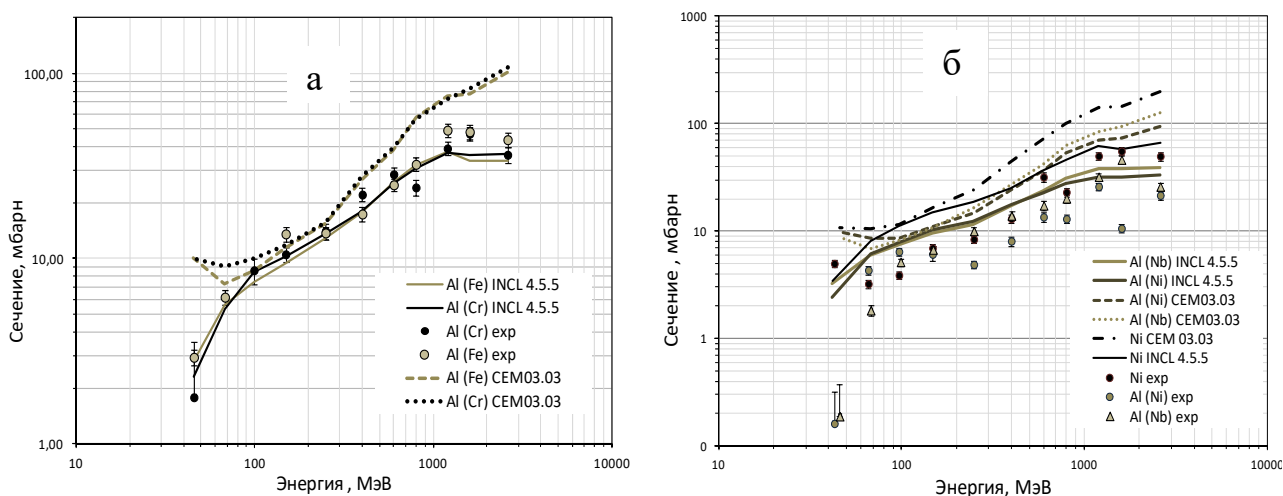 а
100,00
10,00
1,00
10
100
1000
10000
Сечение, мбарн
Энергия , МэВ
Al (Fe) INCL 4.5.5
Al (Cr) INCL 4.5.5
Al (Cr) exp
Al (Fe) exp
Al (Fe) CEM03.03
Al (Cr) CEM03.03
б
1000
100
10
1
0
10
100
1000
10000
Сечение , мбарн
Энергия, МэВ
Al (Nb) INCL 4.5.5
Al (Ni) INCL 4.5.5
Al (Ni) CEM03.03
Al (Nb) CEM03.03
Ni CEM 03.03
Ni INCL 4.5.5
Ni exp
Al (Ni) exp
Al (Nb) exp